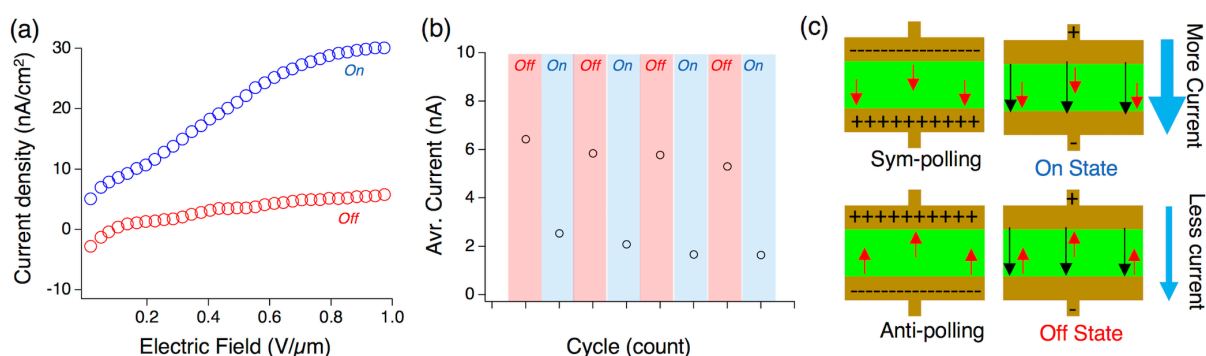 (a)
Current density (nA/cm²)
30
20
10
0
-10
On
Off
0.2 0.4 0.6 0.8 1.0
Electric Field (V/µm)
(b)
Avr. Current (nA)
10
8
6
4
2
0
Off On Off On Off On Off On
Cycle (count)
(c)
+
+++++++++
Sym-polling
-
On State
More Current
++++++++++
+
Anti-polling
-
Off State
Less current